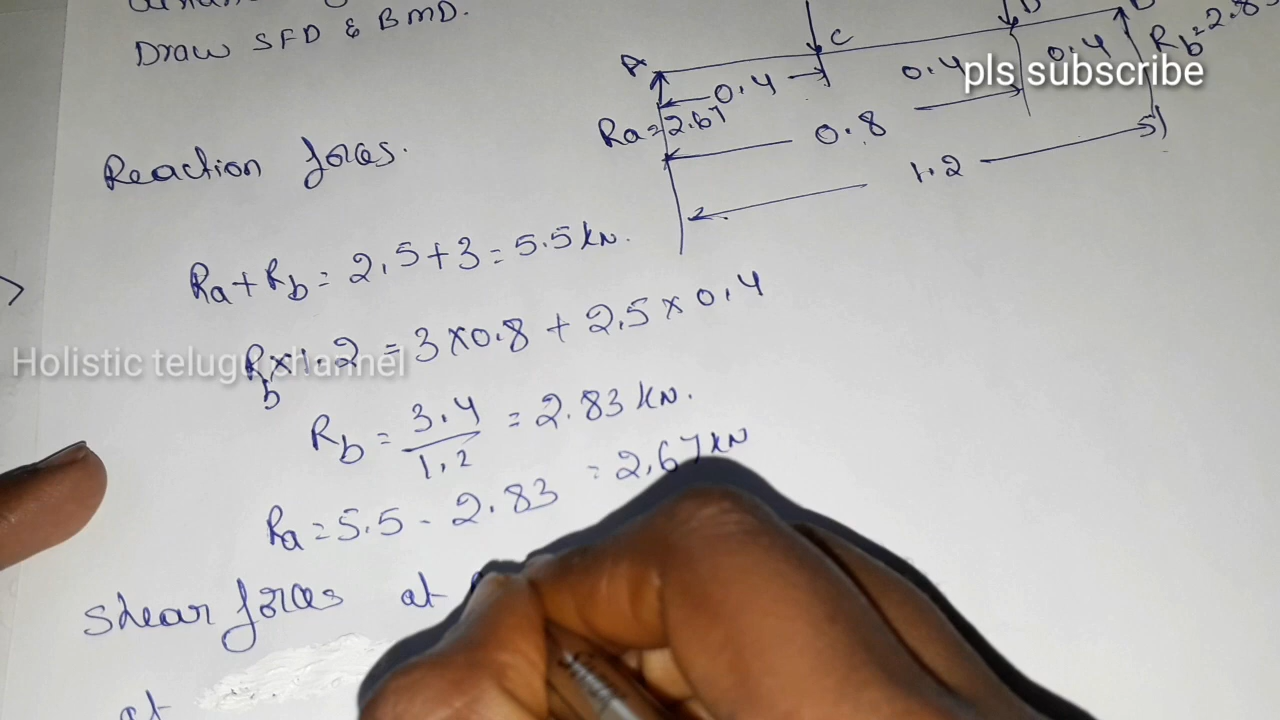 Draw SFD & BMD.
A
C
0.4
0.4
0.4
Rb = 2.83
pls subscribe
Ra = 2.67
0.8
1.2
Reaction forces.
Ra + Rb = 2.5 + 3 = 5.5 kN.
Rb × 1.2 = 3 × 0.8 + 2.5 × 0.4
Holistic telugu channel
Rb = 3.4 / 1.2 = 2.83 kN.
Ra = 5.5 - 2.83 = 2.67 kN
Shear forces at
at